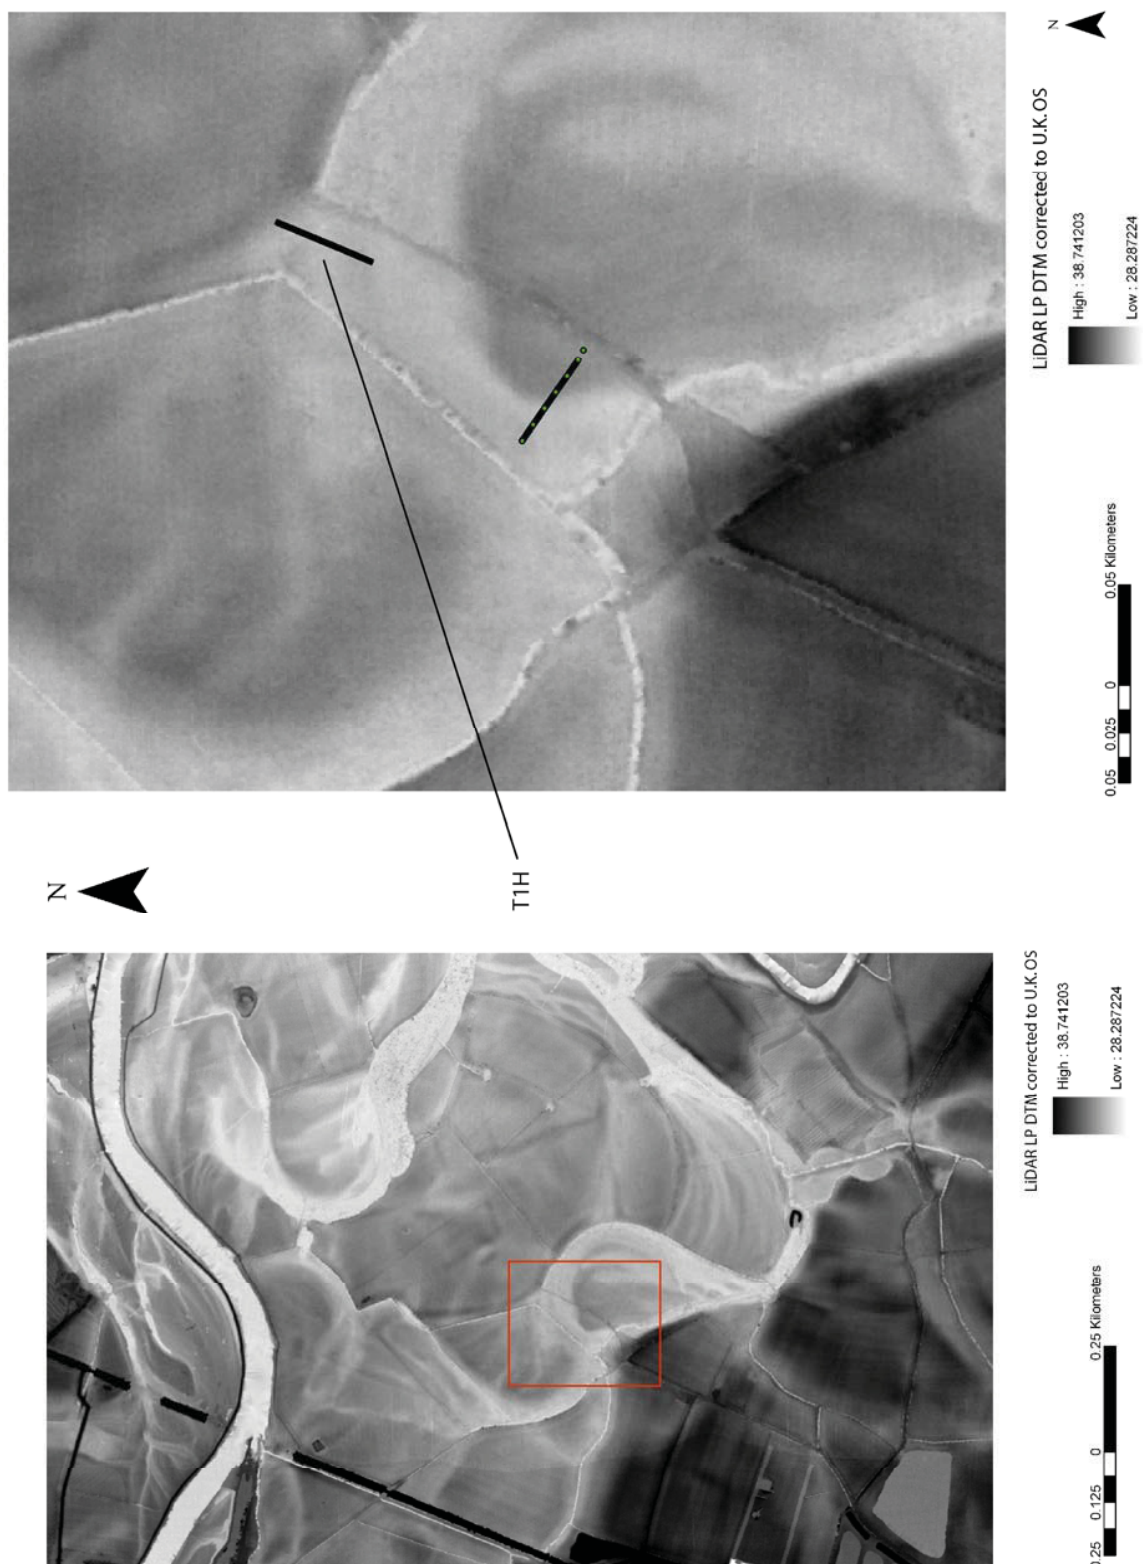 N
LiDAR LP DTM corrected to U.K.OS
High : 38.741203
Low : 28.287224
0.05 0.025 0 0.05 Kilometers
T1H
N
LiDAR LP DTM corrected to U.K.OS
High : 38.741203
Low : 28.287224
0.25 0.125 0 0.25 Kilometers